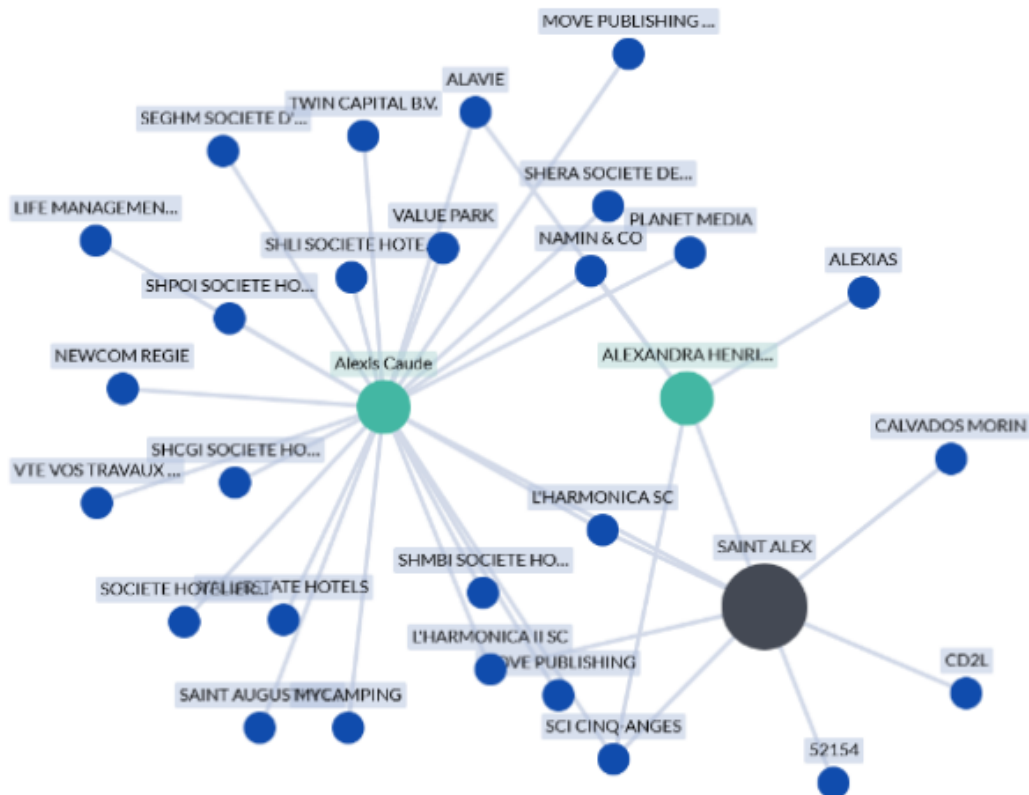 MOVE PUBLISHING ...
ALAVIE
TWIN CAPITAL B.V.
SEGHM SOCIETE D'...
SHERA SOCIETE DE...
LIFE MANAGEMEN...
VALUE PARK
PLANET MEDIA
NAMIN & CO
SHLI SOCIETE HOTE
ALEXIAS
SHPOI SOCIETE HO...
NEWCOM REGIE
Alexis Caude
ALEXANDRA HENRI...
CALVADOS MORIN
SHCGI SOCIETE HO...
VTE VOS TRAVAUX ...
L'HARMONICA SC
SAINT ALEX
SHMBI SOCIETE HO...
SOCIETE
HOTELS
L'HARMONICA II SC
PUBLISHING
CD2L
SAINT
MYCAMPING
SCI CINQ-ANGES
52154